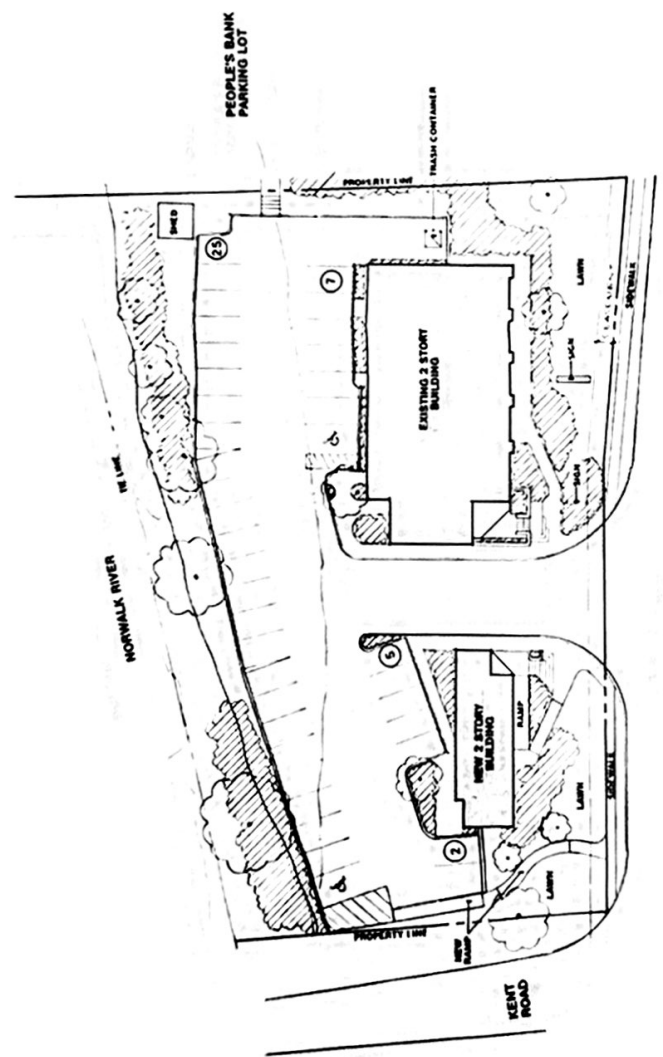 PEOPLE'S BANK
PARKING LOT
TRASH CONTAINER
PROPERTY LINE
SHED
25
7
LAWN
SIDEWALK
EXISTING 2 STORY
BUILDING
SIGN
SIGN
TIE LINE
NORWALK RIVER
5
NEW 2 STORY
BUILDING
RAMP
LAWN
SIDEWALK
2
LAWN
PROPERTY LINE
NEW
RAMP
KENT
ROAD